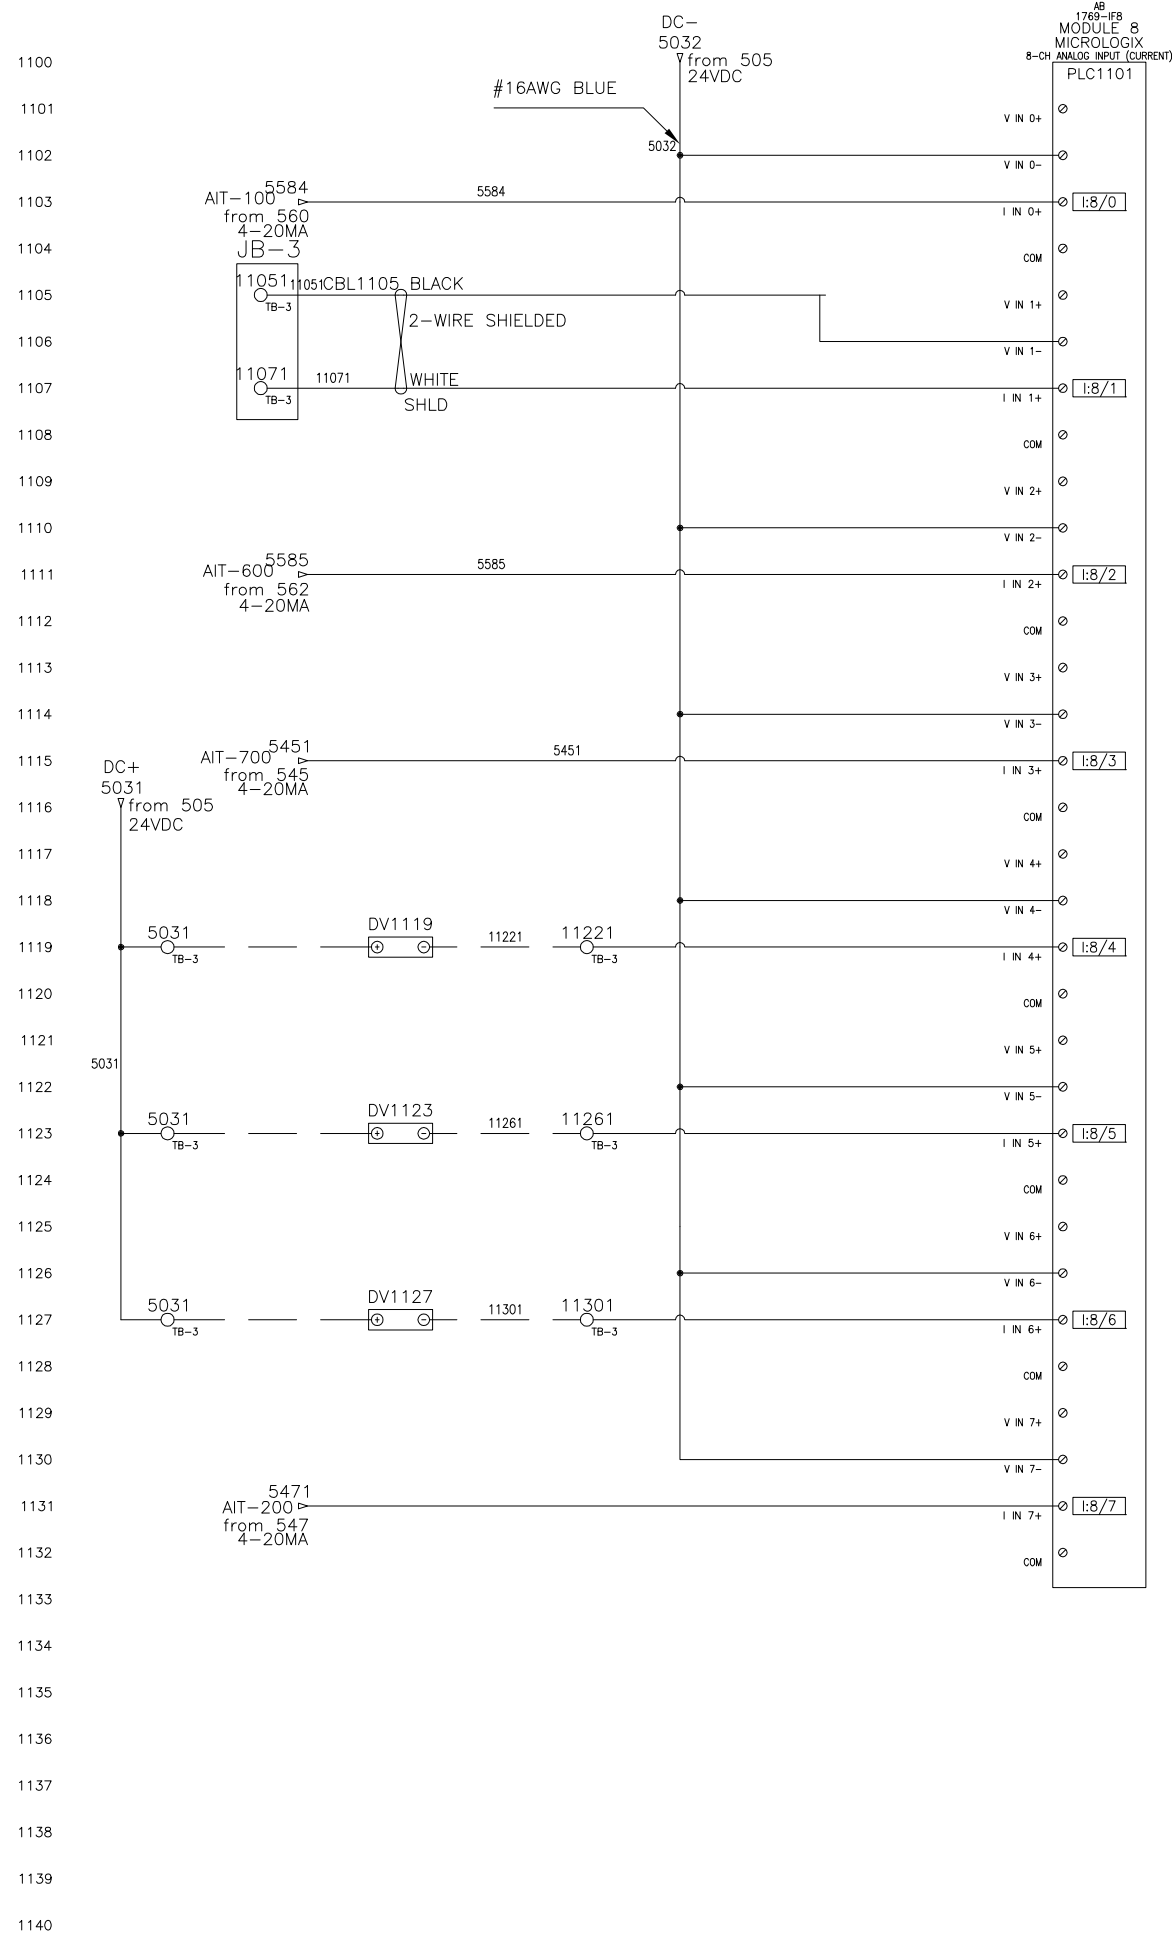 AB
1769-IF8
MODULE 8
MICROLOGIX
8-CH ANALOG INPUT (CURRENT)
PLC1101
DC-
5032
from 505
24VDC
1100
#16AWG BLUE
1101
V IN 0+
5032
1102
V IN 0-
5584
AIT-100
5584
1103
I IN 0+
I:8/0
from 560
4-20MA
1104
COM
JB-3
11051
11051
CBL1105
BLACK
1105
TB-3
V IN 1+
2-WIRE SHIELDED
1106
V IN 1-
11071
11071
WHITE
1107
TB-3
I IN 1+
I:8/1
SHLD
1108
COM
1109
V IN 2+
1110
V IN 2-
5585
AIT-600
5585
1111
I IN 2+
I:8/2
from 562
4-20MA
1112
COM
1113
V IN 3+
1114
V IN 3-
5451
AIT-700
5451
1115
I IN 3+
I:8/3
from 545
4-20MA
DC+
5031
from 505
24VDC
1116
COM
1117
V IN 4+
1118
V IN 4-
5031
DV1119
11221
11221
1119
TB-3
TB-3
I IN 4+
I:8/4
1120
COM
1121
V IN 5+
5031
1122
V IN 5-
5031
DV1123
11261
11261
1123
TB-3
TB-3
I IN 5+
I:8/5
1124
COM
1125
V IN 6+
1126
V IN 6-
5031
DV1127
11301
11301
1127
TB-3
TB-3
I IN 6+
I:8/6
1128
COM
1129
V IN 7+
1130
V IN 7-
5471
AIT-200
1131
I IN 7+
I:8/7
from 547
4-20MA
1132
COM
1133
1134
1135
1136
1137
1138
1139
1140